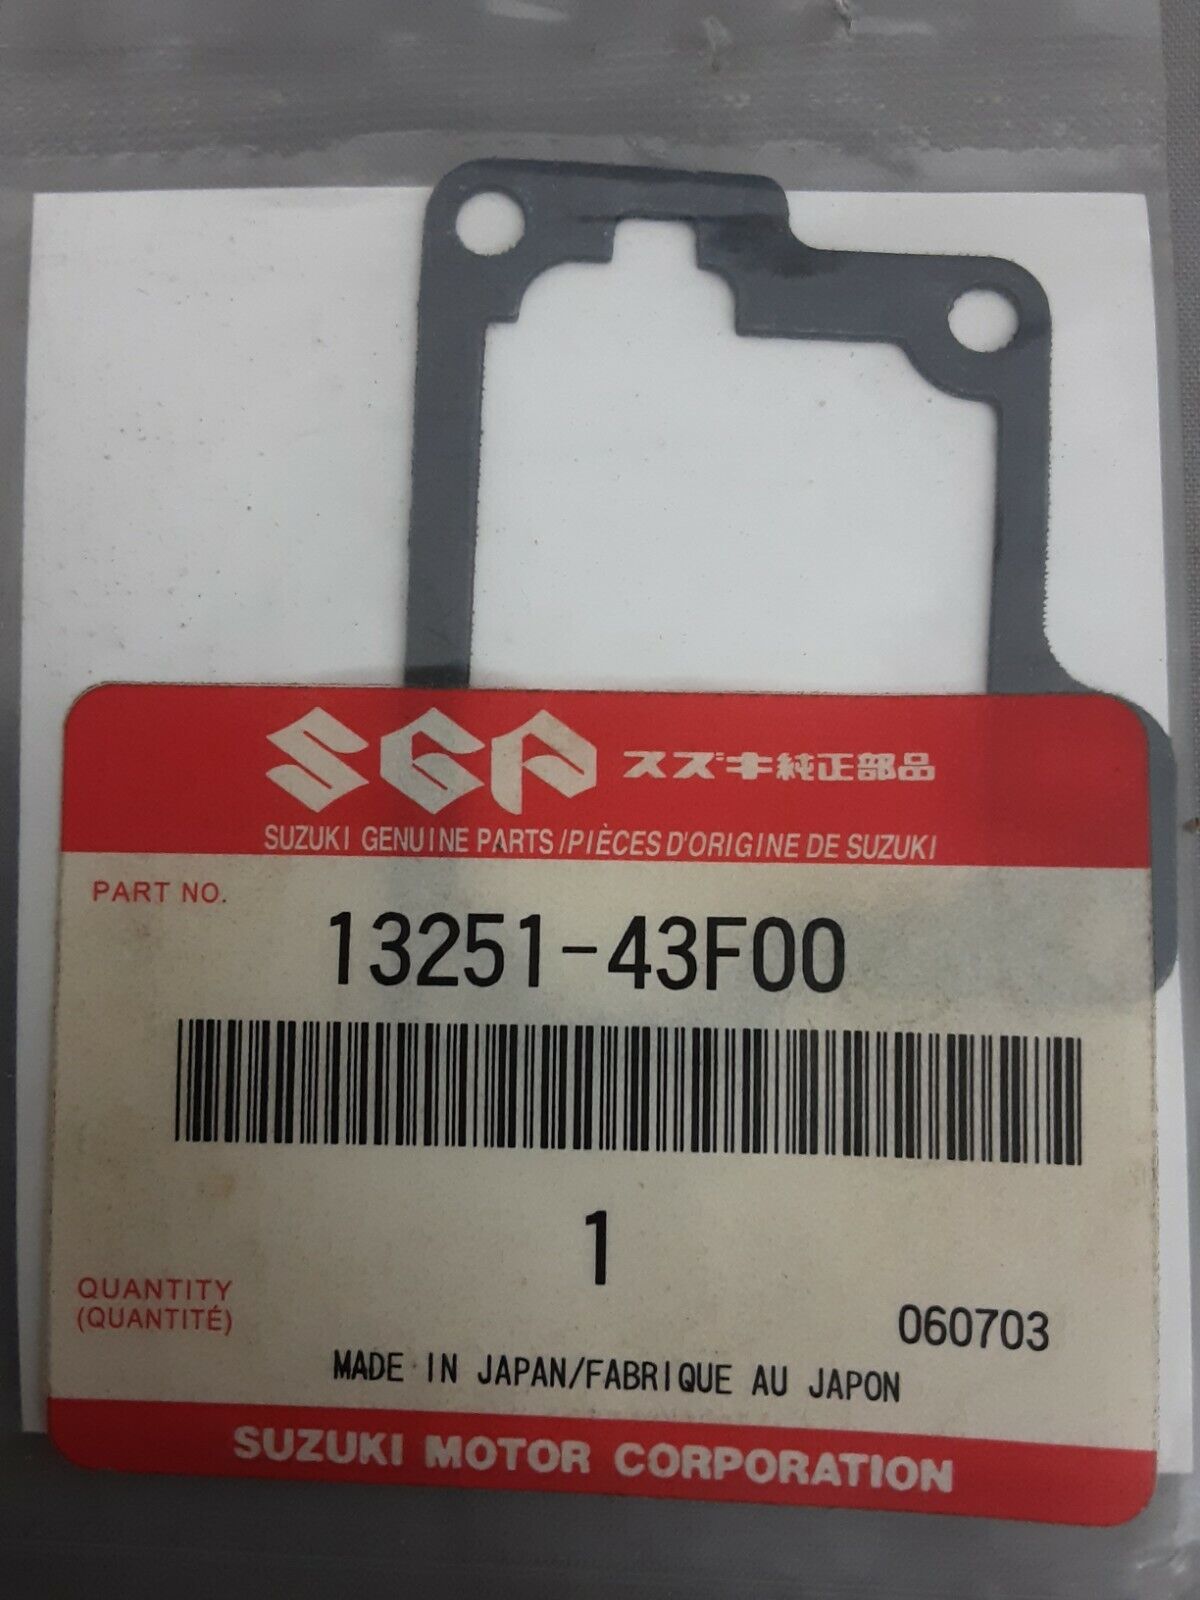 SGP スズキ純正部品
SUZUKI GENUINE PARTS/PIÈCES D'ORIGINE DE SUZUKI
PART NO.
13251-43F00
1
QUANTITY
(QUANTITÉ)
060703
MADE IN JAPAN/FABRIQUE AU JAPON
SUZUKI MOTOR CORPORATION